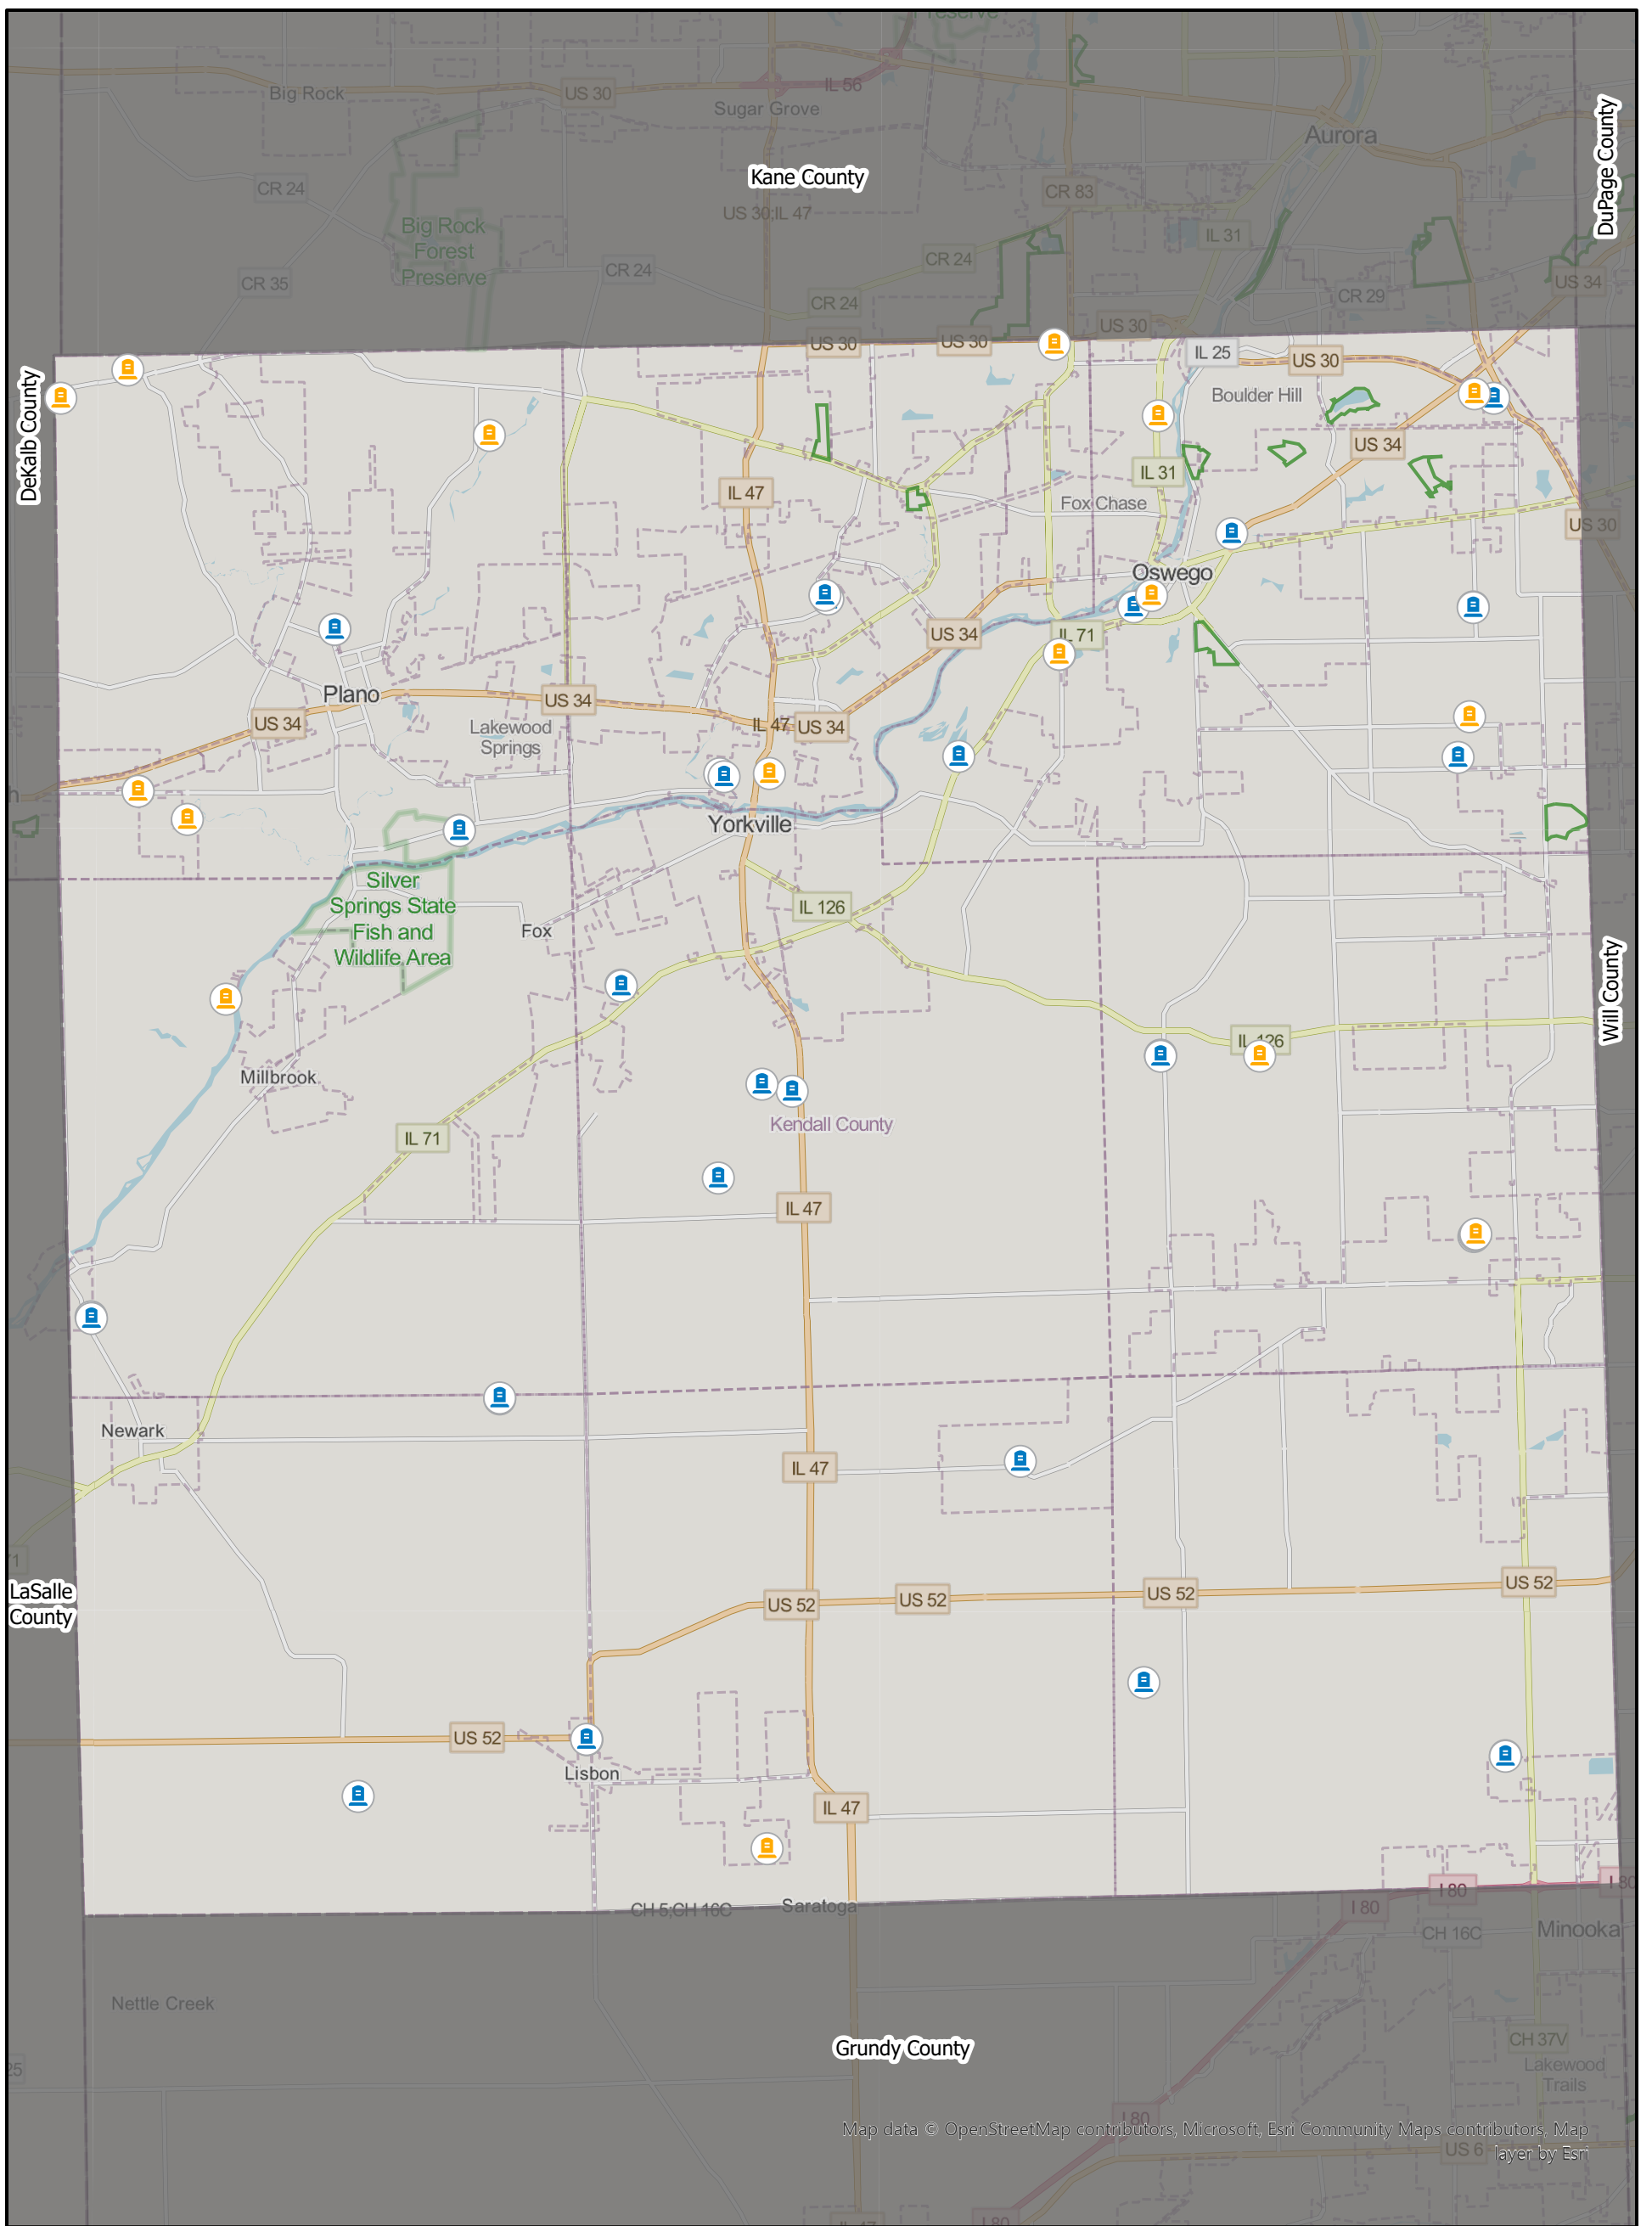 Preserve
IL 56
Big Rock
US 30
Sugar Grove
Aurora
DuPage County
Kane County
CR 24
CR 83
US 30;IL 47
Big Rock
Forest
Preserve
IL 31
CR 24
CR 24
CR 35
US 34
CR 29
CR 24
US 30
US 30
US 30
IL 25
US 30
DeKalb County
Boulder Hill
US 34
IL 31
IL 47
Fox Chase
US 30
Oswego
US 34
IL 71
Plano
US 34
US 34
IL 47
US 34
Lakewood
Springs
Yorkville
Silver
Springs State
Fish and
Wildlife Area
IL 126
Fox
Will County
IL 126
Millbrook
Kendall County
IL 71
IL 47
Newark
IL 47
LaSalle
County
US 52
US 52
US 52
US 52
US 52
Lisbon
IL 47
CH 5;CH 16C
Saratoga
I 80
I 80
I 80
CH 16C
Minooka
Nettle Creek
Grundy County
CH 37V
Lakewood
Trails
I 80
Map data © OpenStreetMap contributors, Microsoft, Esri Community Maps contributors, Map
layer by Esri
US 6
I 80
IL 47